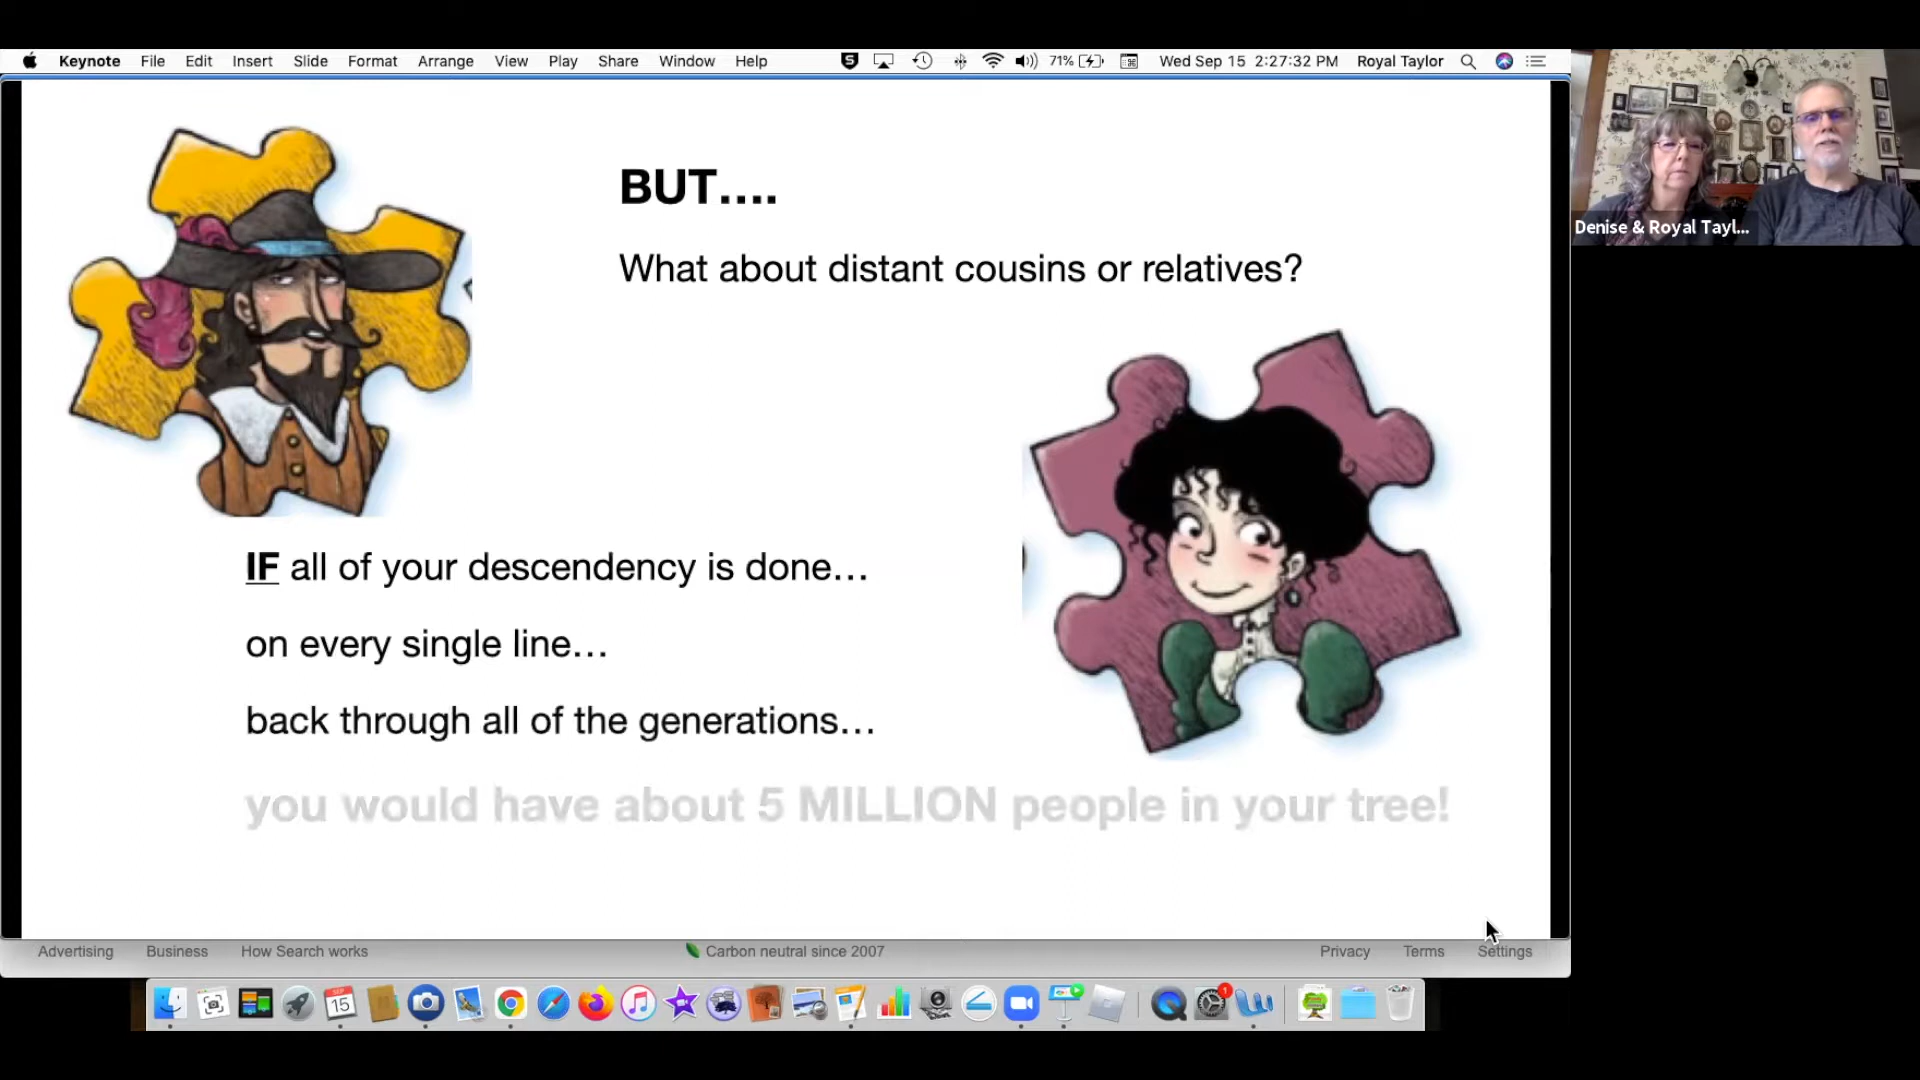 Keynote File Edit Insert Slide Format Arrange View Play Share Window Help 71% Wed Sep 15 2:27:32 PM Royal Taylor
BUT....
What about distant cousins or relatives?
IF all of your descendency is done…
on every single line…
back through all of the generations…
you would have about 5 MILLION people in your tree!
Denise & Royal Tayl...
Advertising Business How Search works Carbon neutral since 2007 Privacy Terms Settings
SEP
15
1